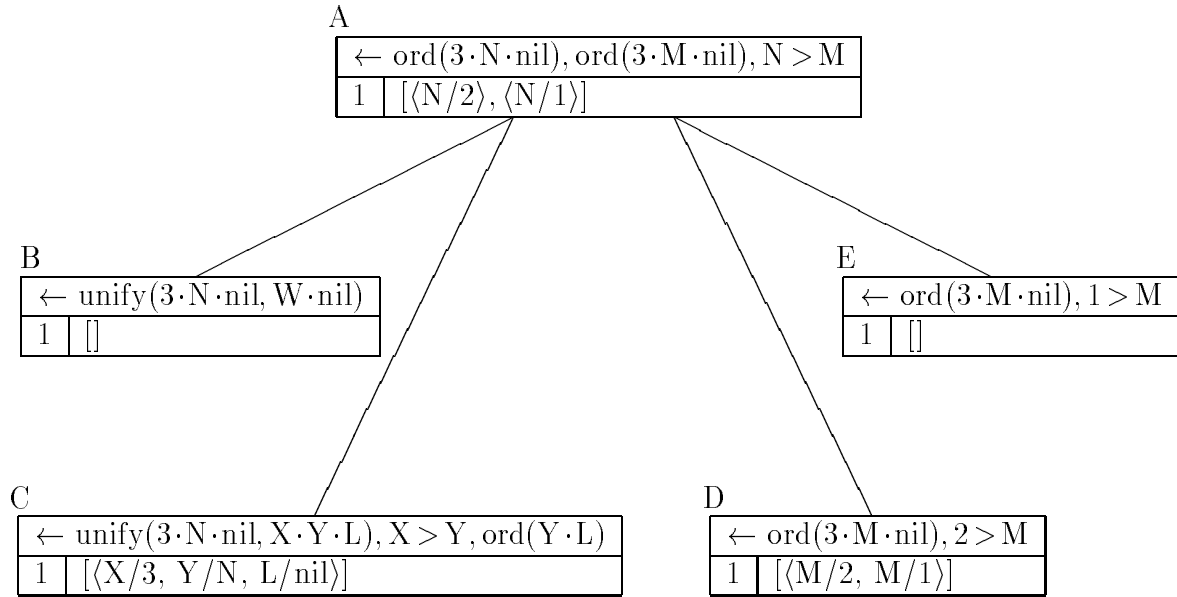 A
← ord(3·N·nil), ord(3·M·nil), N > M
1 [⟨N/2⟩, ⟨N/1⟩]
B
← unify(3·N·nil, W·nil)
1 []
E
← ord(3·M·nil), 1 > M
1 []
C
← unify(3·N·nil, X·Y·L), X > Y, ord(Y·L)
1 [⟨X/3, Y/N, L/nil⟩]
D
← ord(3·M·nil), 2 > M
1 [⟨M/2, M/1⟩]